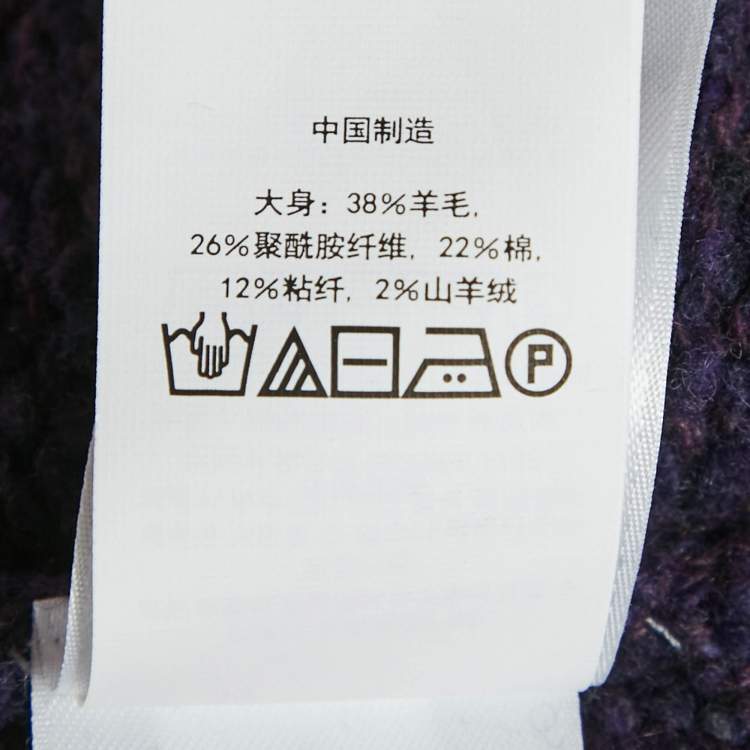 中国制造
大身：38%羊毛，
26%聚酰胺纤维，22%棉，
12%粘纤，2%山羊绒
P